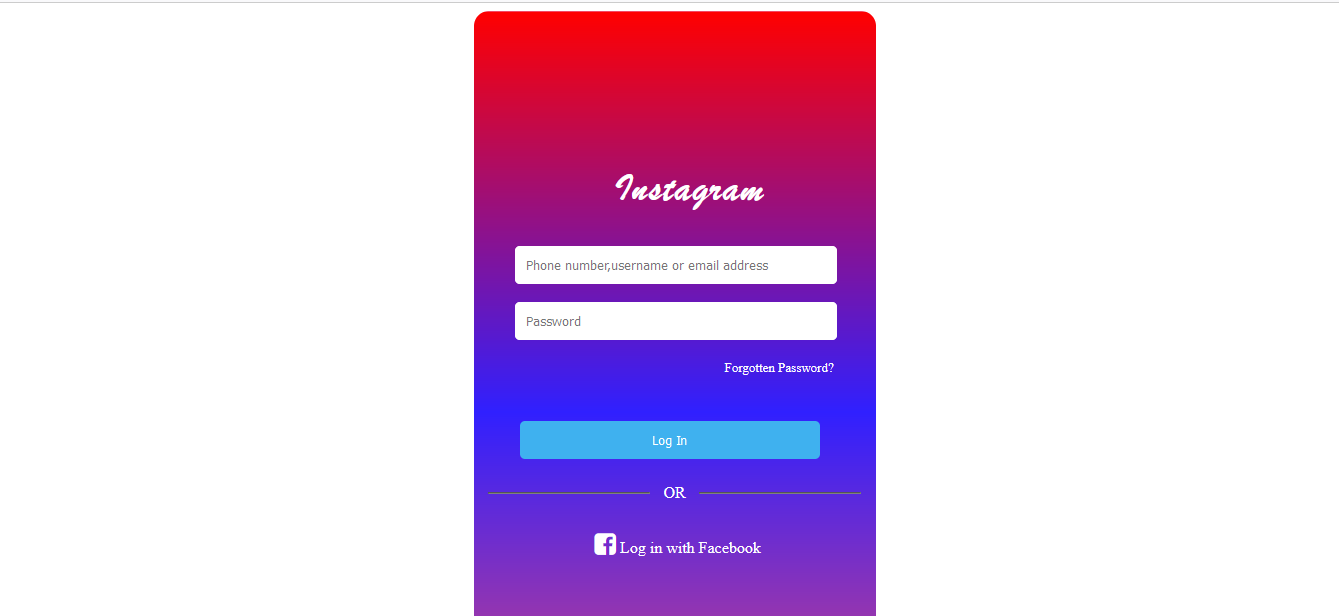 Instagram
Phone number,username or email address
Password
Forgotten Password?
Log In
OR
Log in with Facebook